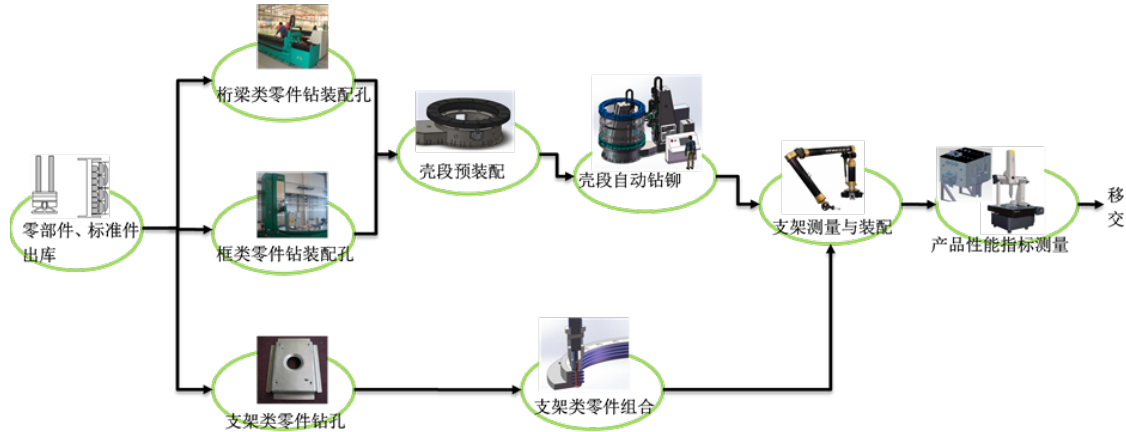 桁梁类零件钻装配孔
壳段预装配
壳段自动钻铆
零部件、标准件
出库
框类零件钻装配孔
支架测量与装配
产品性能指标测量
移
交
支架类零件钻孔
支架类零件组合